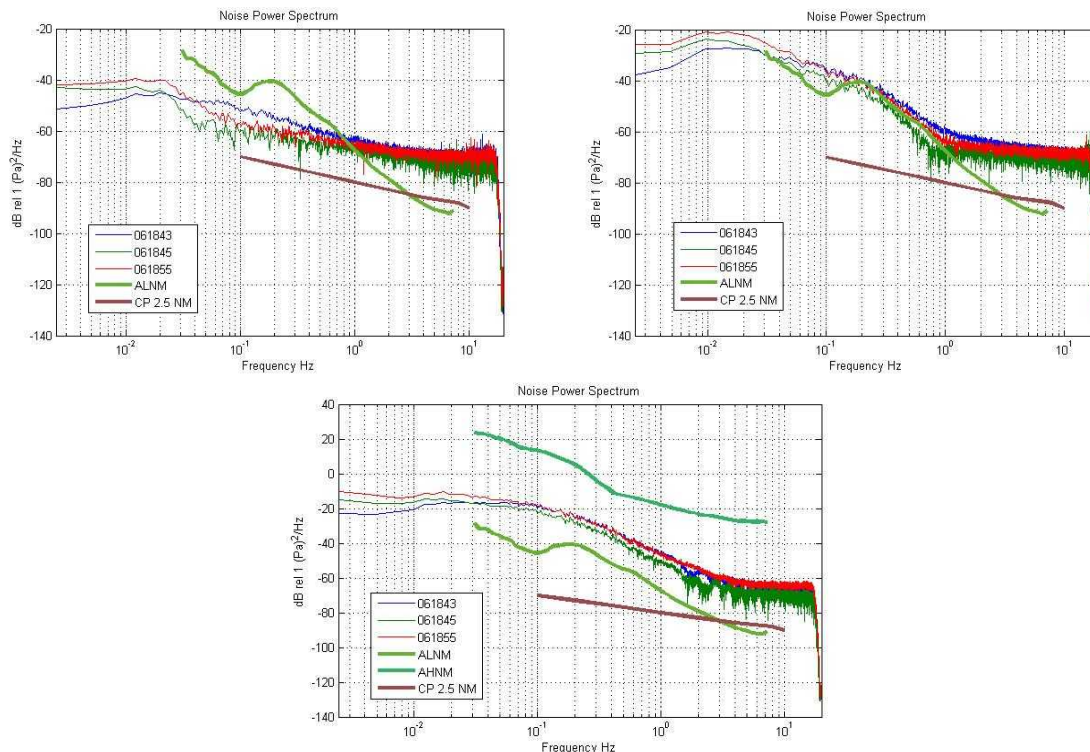 Noise Power Spectrum
-20
-40
-60
-80
-100
-120
-140
dB rel 1 (Pa)²/Hz
061843
061845
061855
ALNM
CP 2.5 NM
10⁻²
10⁻¹
10⁰
10¹
Frequency Hz
Noise Power Spectrum
-20
-40
-60
-80
-100
-120
-140
dB rel 1 (Pa)²/Hz
061843
061845
061855
ALNM
CP 2.5 NM
10⁻²
10⁻¹
10⁰
10¹
Frequency Hz
Noise Power Spectrum
40
20
0
-20
-40
-60
-80
-100
-120
-140
dB rel 1 (Pa)²/Hz
061843
061845
061855
ALNM
AHNM
CP 2.5 NM
10⁻²
10⁻¹
10⁰
10¹
Frequency Hz